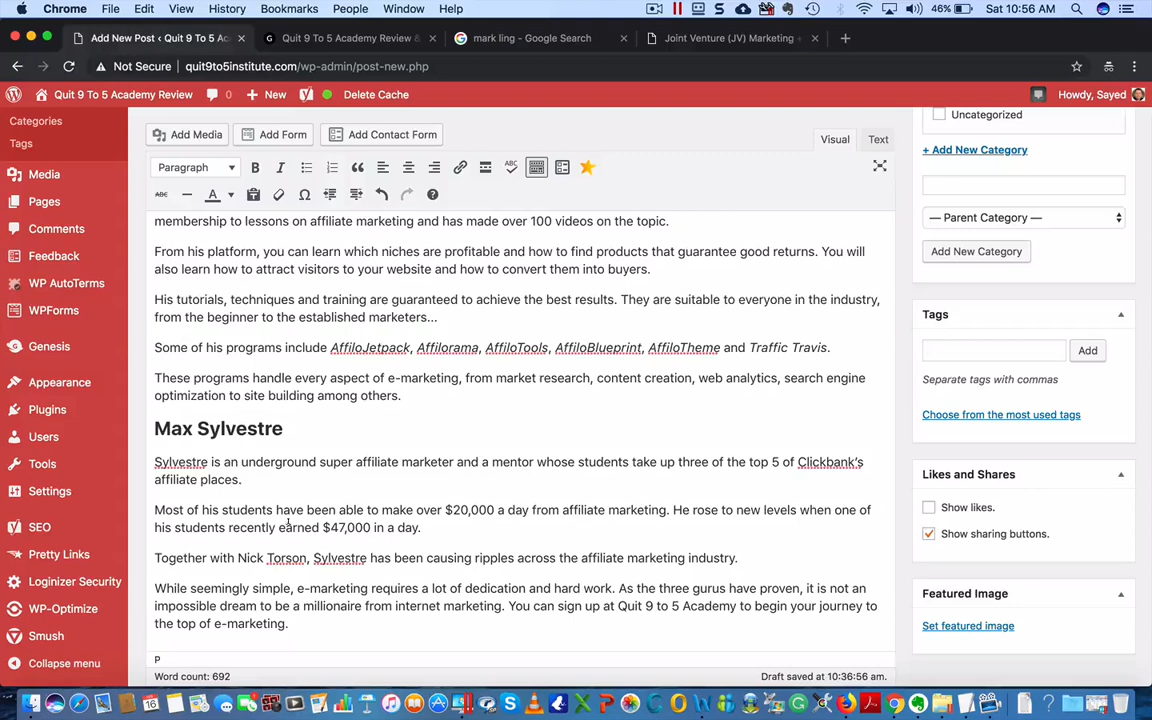 Chrome File Edit View History Bookmarks People Window Help 46% Sat 10:56 AM
Add New Post ‹ Quit 9 To 5 Ac Quit 9 To 5 Academy Review mark ling - Google Search Joint Venture (JV) Marketing
Not Secure | quit9to5institute.com/wp-admin/post-new.php
Quit 9 To 5 Academy Review 0 + New Delete Cache Howdy, Sayed
Categories
Tags
Media
Pages
Comments
Feedback
WP AutoTerms
WPForms
Genesis
Appearance
Plugins
Users
Tools
Settings
SEO
Pretty Links
Loginizer Security
WP-Optimize
Smush
Collapse menu
Add Media Add Form Add Contact Form Visual Text
Paragraph B I ABC
ABC A Ω ?
membership to lessons on affiliate marketing and has made over 100 videos on the topic.
From his platform, you can learn which niches are profitable and how to find products that guarantee good returns. You will
also learn how to attract visitors to your website and how to convert them into buyers.
His tutorials, techniques and training are guaranteed to achieve the best results. They are suitable to everyone in the industry,
from the beginner to the established marketers...
Some of his programs include AffiloJetpack, Affilorama, AffiloTools, AffiloBlueprint, AffiloTheme and Traffic Travis.
These programs handle every aspect of e-marketing, from market research, content creation, web analytics, search engine
optimization to site building among others.
Max Sylvestre
Sylvestre is an underground super affiliate marketer and a mentor whose students take up three of the top 5 of Clickbank's
affiliate places.
Most of his students have been able to make over $20,000 a day from affiliate marketing. He rose to new levels when one of
his students recently earned $47,000 in a day.
Together with Nick Torson, Sylvestre has been causing ripples across the affiliate marketing industry.
While seemingly simple, e-marketing requires a lot of dedication and hard work. As the three gurus have proven, it is not an
impossible dream to be a millionaire from internet marketing. You can sign up at Quit 9 to 5 Academy to begin your journey to
the top of e-marketing.
P
Word count: 692 Draft saved at 10:36:56 am.
Uncategorized
+ Add New Category
— Parent Category —
Add New Category
Tags
Add
Separate tags with commas
Choose from the most used tags
Likes and Shares
Show likes.
Show sharing buttons.
Featured Image
Set featured image